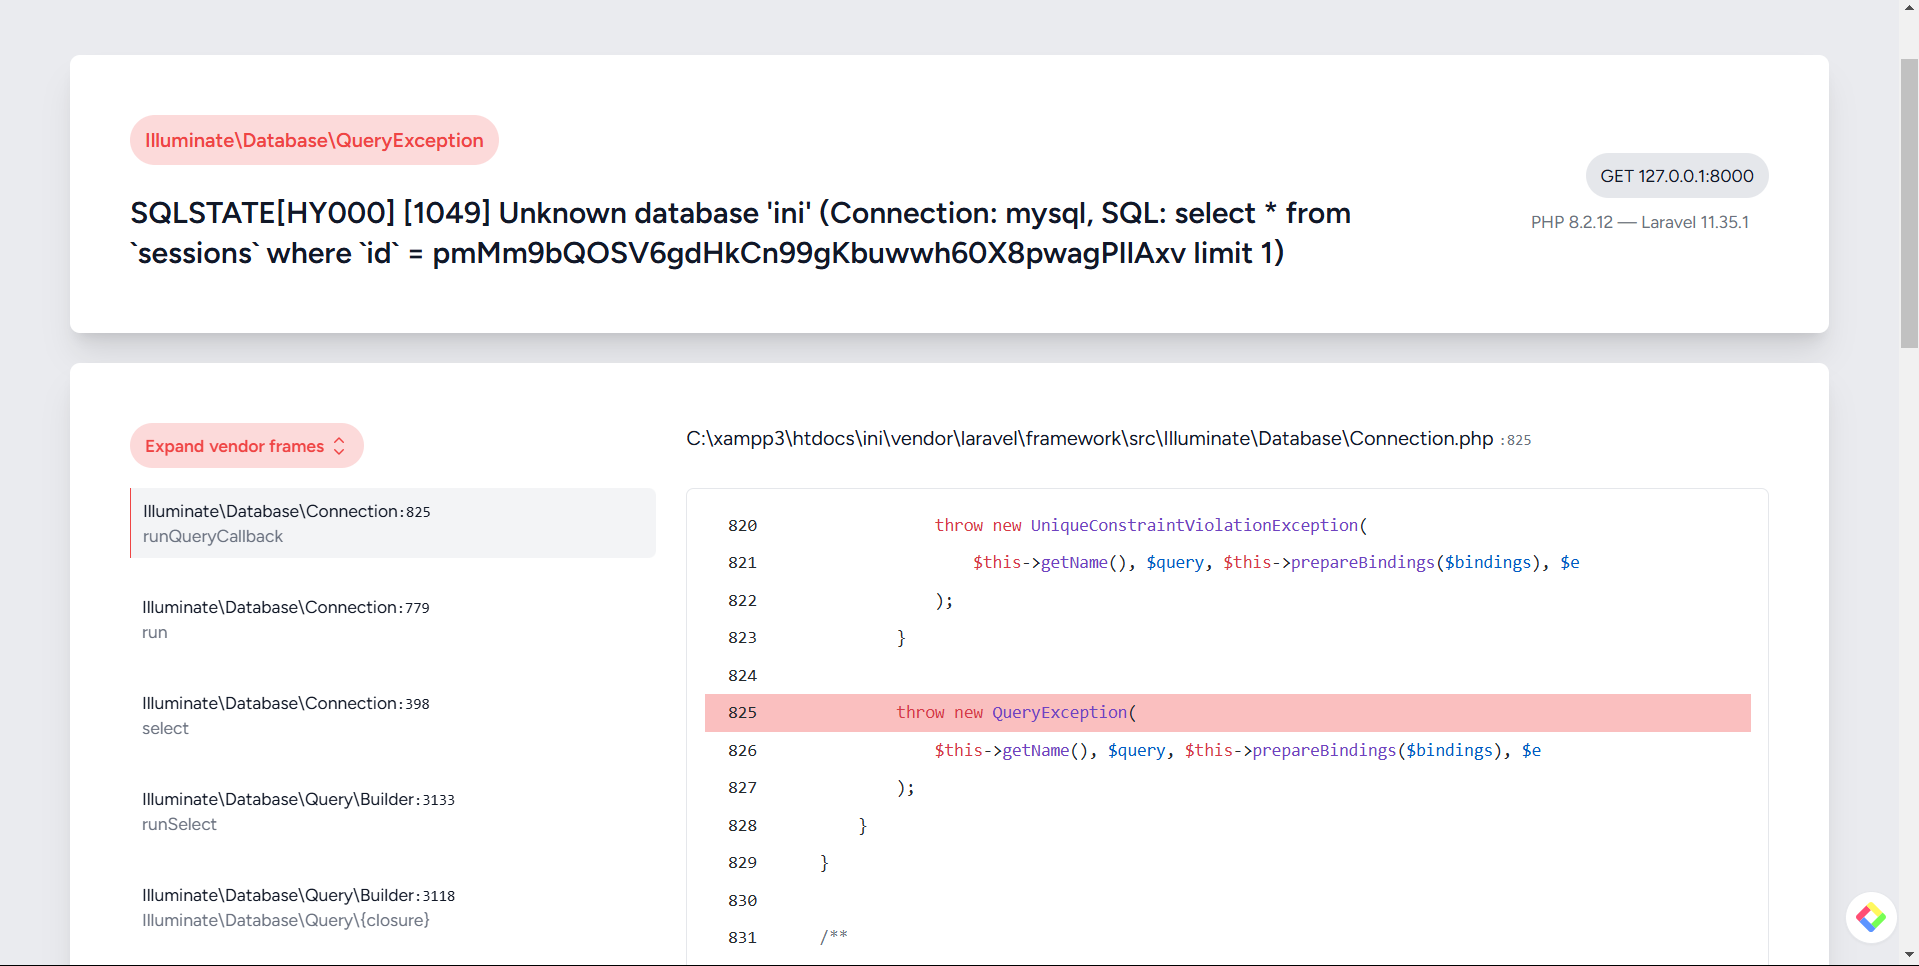 Illuminate\Database\QueryException
SQLSTATE[HY000] [1049] Unknown database 'ini' (Connection: mysql, SQL: select * from
`sessions` where `id` = pmMm9bQOSV6gdHkCn99gKbuwwh60X8pwagPIlAxv limit 1)
GET 127.0.0.1:8000
PHP 8.2.12 — Laravel 11.35.1
Expand vendor frames
Illuminate\Database\Connection:825
runQueryCallback
Illuminate\Database\Connection:779
run
Illuminate\Database\Connection:398
select
Illuminate\Database\Query\Builder:3133
runSelect
Illuminate\Database\Query\Builder:3118
Illuminate\Database\Query\{closure}
C:\xampp3\htdocs\ini\vendor\laravel\framework\src\Illuminate\Database\Connection.php :825
820 throw new UniqueConstraintViolationException(
821 $this->getName(), $query, $this->prepareBindings($bindings), $e
822 );
823 }
824
825 throw new QueryException(
826 $this->getName(), $query, $this->prepareBindings($bindings), $e
827 );
828 }
829 }
830
831 /**